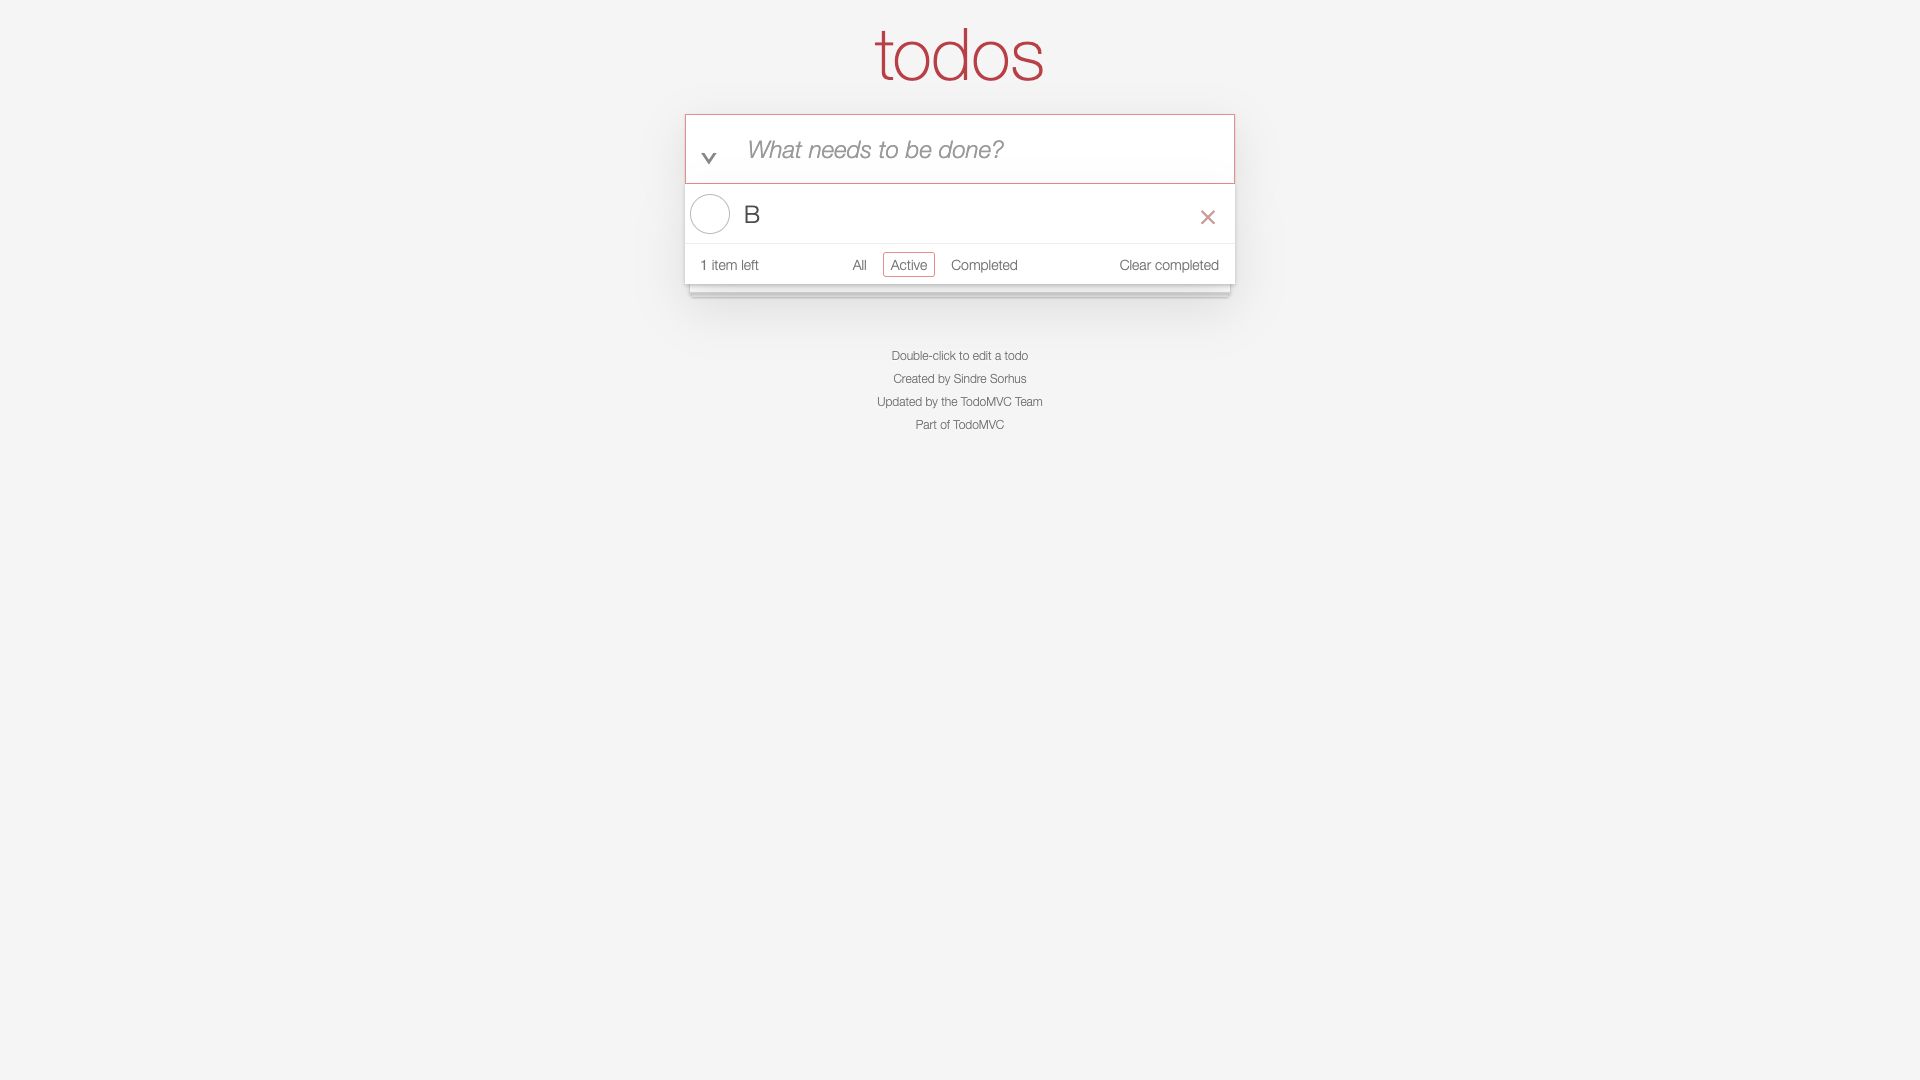 todos
What needs to be done?
B
1 item left All Active Completed Clear completed
Double-click to edit a todo
Created by Sindre Sorhus
Updated by the TodoMVC Team
Part of TodoMVC